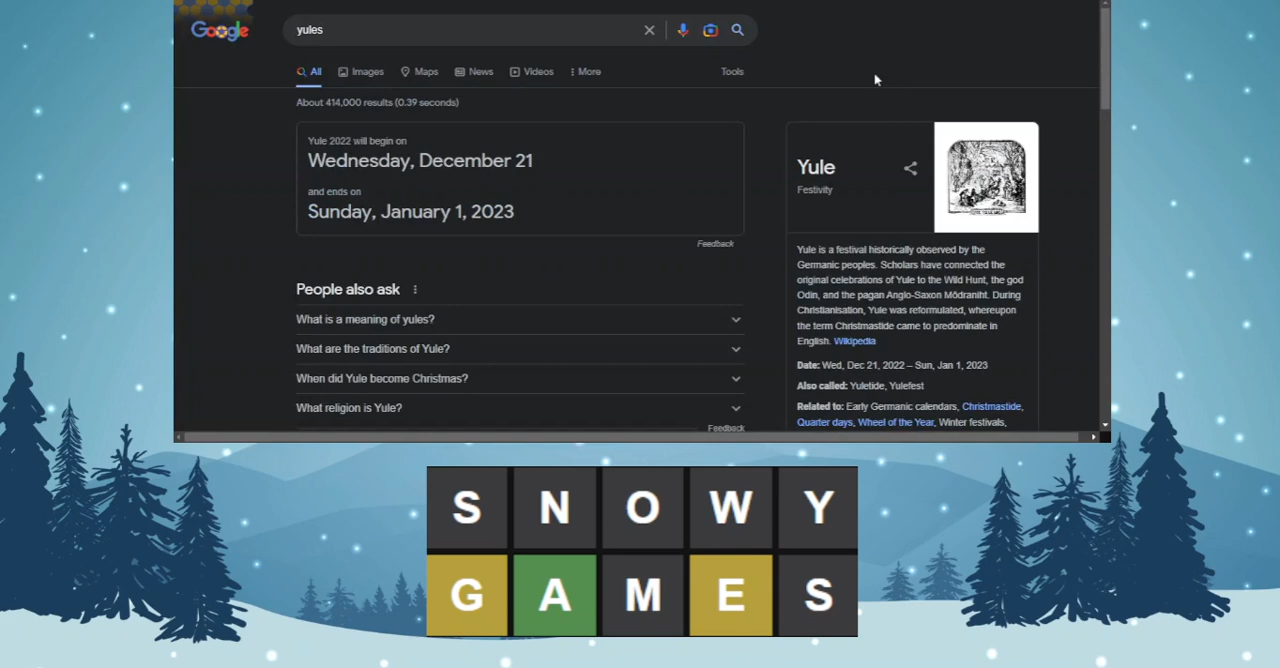 Google
yules
All Images Maps News Videos More Tools
About 414,000 results (0.39 seconds)
Yule 2022 will begin on
Wednesday, December 21
and ends on
Sunday, January 1, 2023
Feedback
People also ask
What is a meaning of yules?
What are the traditions of Yule?
When did Yule become Christmas?
What religion is Yule?
Feedback
Yule
Festivity
Yule is a festival historically observed by the
Germanic peoples. Scholars have connected the
original celebrations of Yule to the Wild Hunt, the god
Odin, and the pagan Anglo-Saxon Mōdraniht. During
Christianisation, Yule was reformulated, whereupon
the term Christmastide came to predominate in
English. Wikipedia
Date: Wed, Dec 21, 2022 – Sun, Jan 1, 2023
Also called: Yuletide, Yulefest
Related to: Early Germanic calendars, Christmastide,
Quarter days, Wheel of the Year, Winter festivals,
S N O W Y
G A M E S